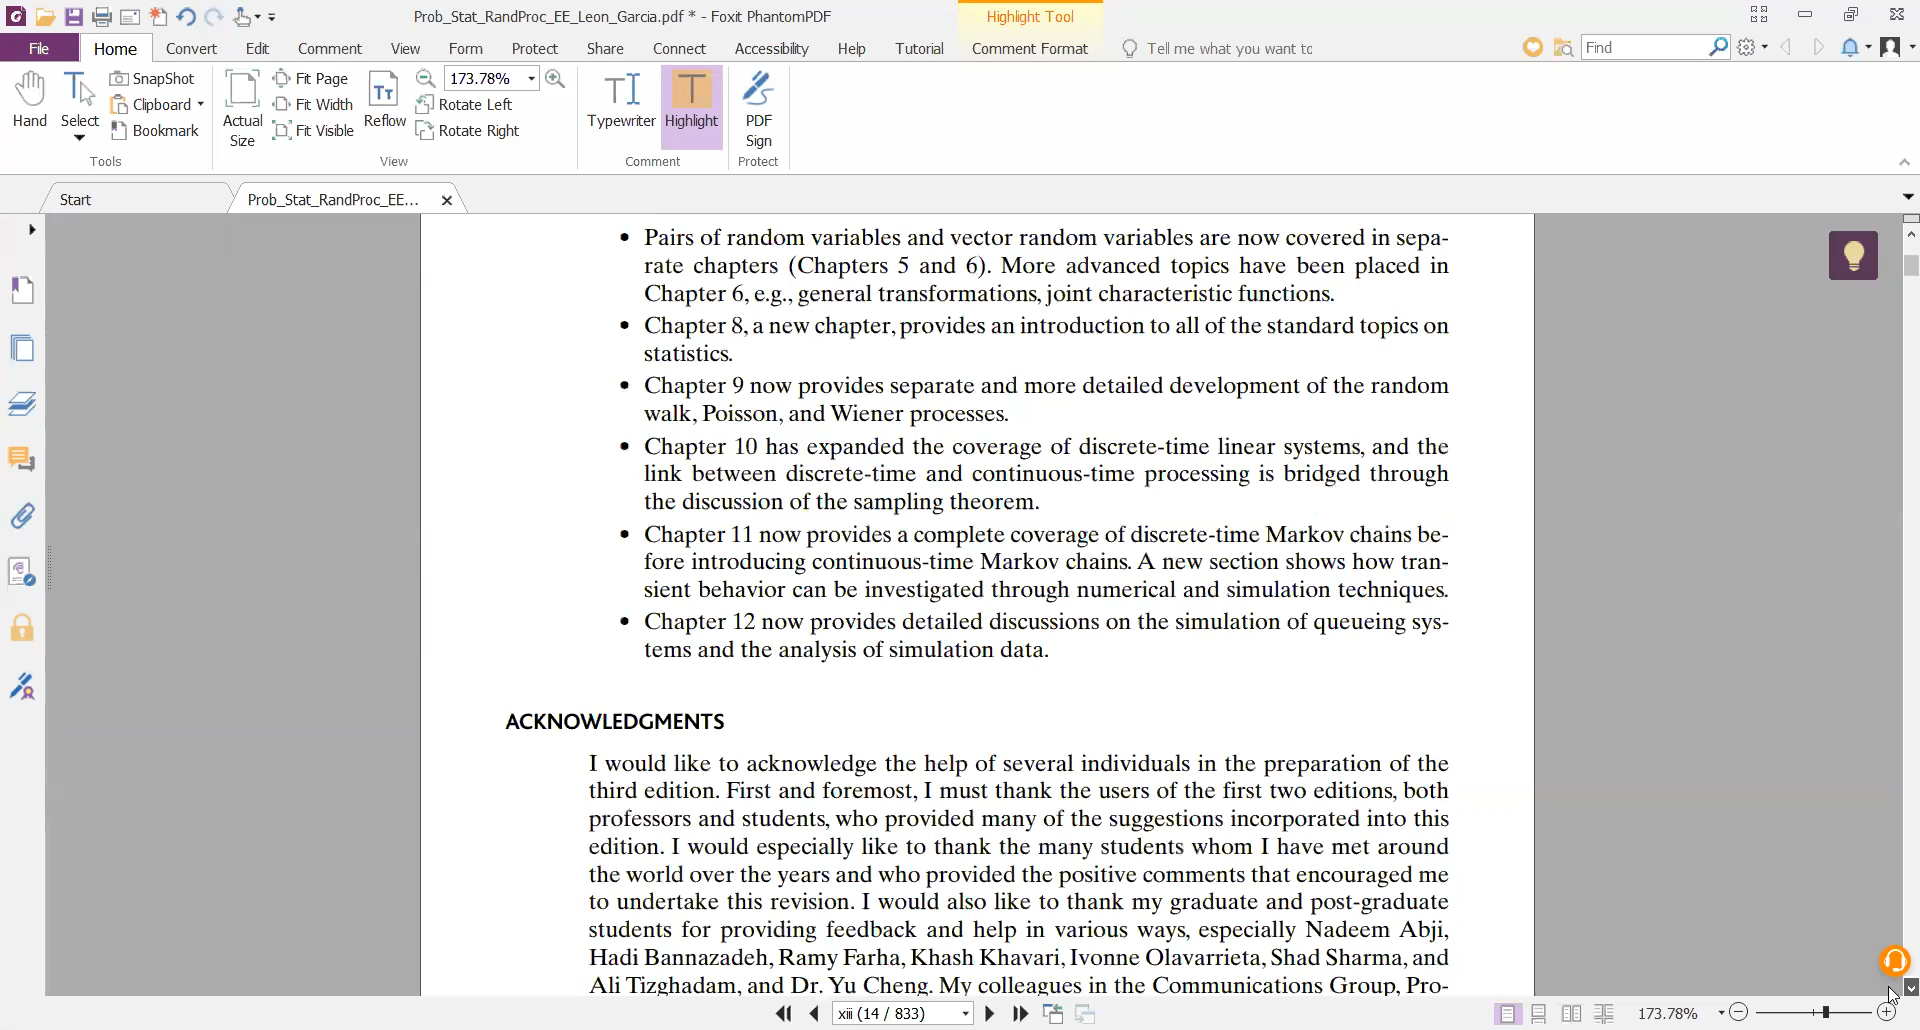 Prob_Stat_RandProc_EE_Leon_Garcia.pdf * - Foxit PhantomPDF
Highlight Tool
File Home Convert Edit Comment View Form Protect Share Connect Accessibility Help Tutorial Comment Format Tell me what you want to Find
SnapShot Fit Page 173.78%
Clipboard Fit Width Rotate Left
Hand Select Bookmark Actual Size Fit Visible Reflow Rotate Right Typewriter Highlight PDF Sign
Tools View Comment Protect
Start Prob_Stat_RandProc_EE...
• Pairs of random variables and vector random variables are now covered in sepa-
rate chapters (Chapters 5 and 6). More advanced topics have been placed in
Chapter 6, e.g., general transformations, joint characteristic functions.
• Chapter 8, a new chapter, provides an introduction to all of the standard topics on
statistics.
• Chapter 9 now provides separate and more detailed development of the random
walk, Poisson, and Wiener processes.
• Chapter 10 has expanded the coverage of discrete-time linear systems, and the
link between discrete-time and continuous-time processing is bridged through
the discussion of the sampling theorem.
• Chapter 11 now provides a complete coverage of discrete-time Markov chains be-
fore introducing continuous-time Markov chains. A new section shows how tran-
sient behavior can be investigated through numerical and simulation techniques.
• Chapter 12 now provides detailed discussions on the simulation of queueing sys-
tems and the analysis of simulation data.
ACKNOWLEDGMENTS
I would like to acknowledge the help of several individuals in the preparation of the
third edition. First and foremost, I must thank the users of the first two editions, both
professors and students, who provided many of the suggestions incorporated into this
edition. I would especially like to thank the many students whom I have met around
the world over the years and who provided the positive comments that encouraged me
to undertake this revision. I would also like to thank my graduate and post-graduate
students for providing feedback and help in various ways, especially Nadeem Abji,
Hadi Bannazadeh, Ramy Farha, Khash Khavari, Ivonne Olavarrieta, Shad Sharma, and
Ali Tizghadam, and Dr. Yu Cheng. My colleagues in the Communications Group, Pro-
xiii (14 / 833) 173.78%